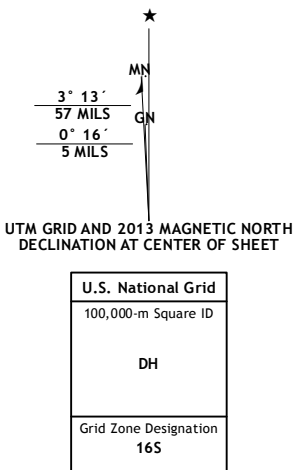 ★
MN
3° 13´
57 MILS
GN
0° 16´
5 MILS
UTM GRID AND 2013 MAGNETIC NORTH
DECLINATION AT CENTER OF SHEET
U.S. National Grid
100,000-m Square ID
DH
Grid Zone Designation
16S